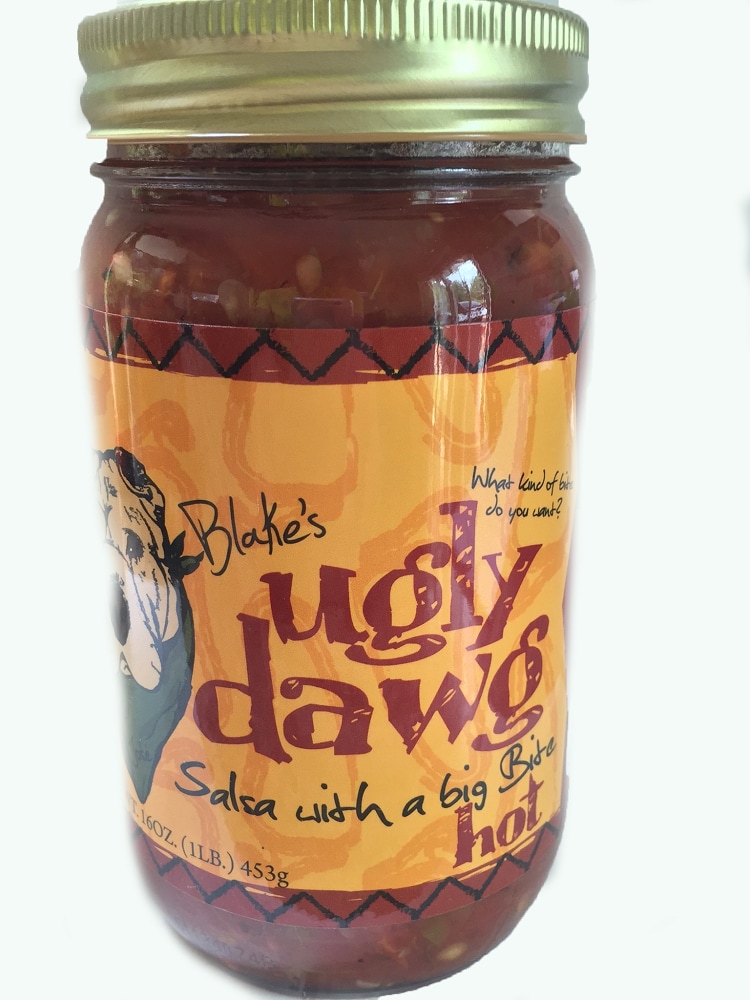 What kind of bite
do you want?
Blake's
ugly
dawg
Salsa with a big Bite
hot
16OZ. (1LB.) 453g